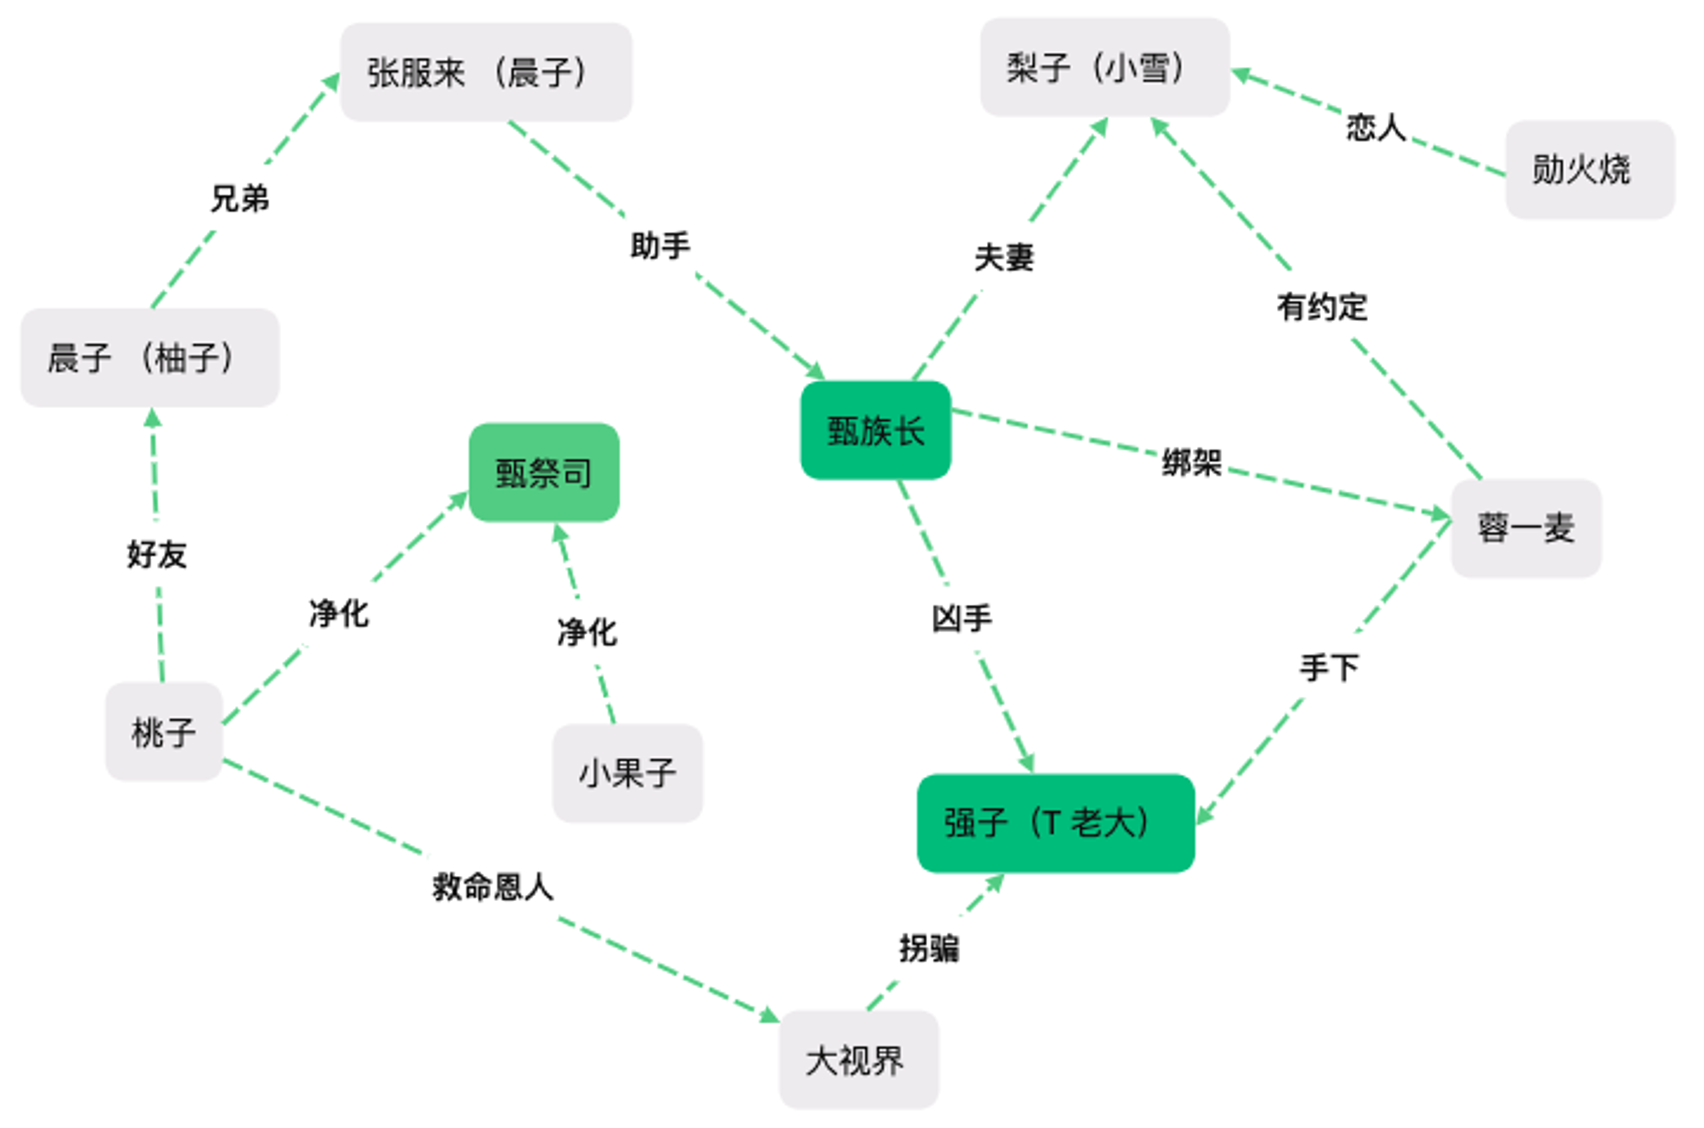 张服来 （晨子）
梨子（小雪）
恋人
勋火烧
兄弟
助手
夫妻
有约定
晨子 （柚子）
甄族长
甄祭司
绑架
蓉一麦
好友
净化
净化
凶手
手下
桃子
小果子
强子（T 老大）
救命恩人
拐骗
大视界